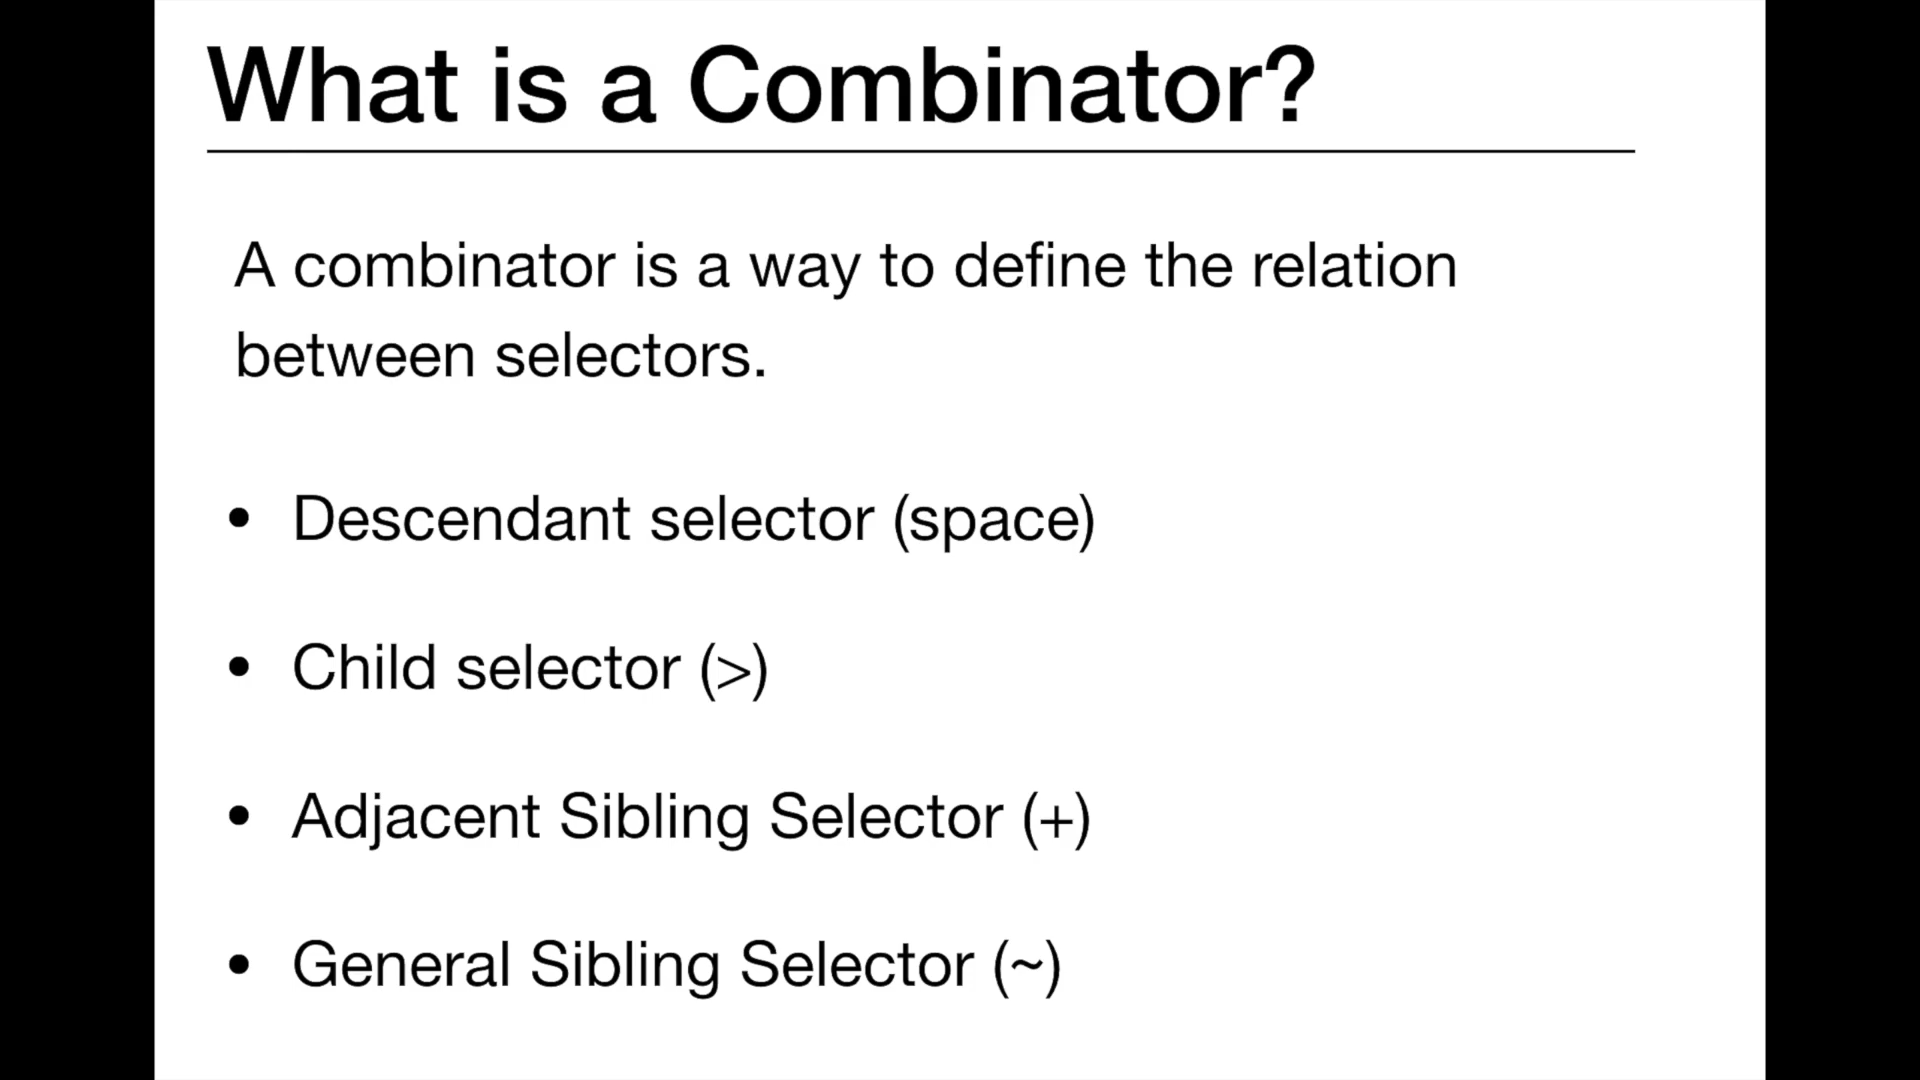 What is a Combinator?
A combinator is a way to define the relation
between selectors.
• Descendant selector (space)
• Child selector (>)
• Adjacent Sibling Selector (+)
• General Sibling Selector (~)